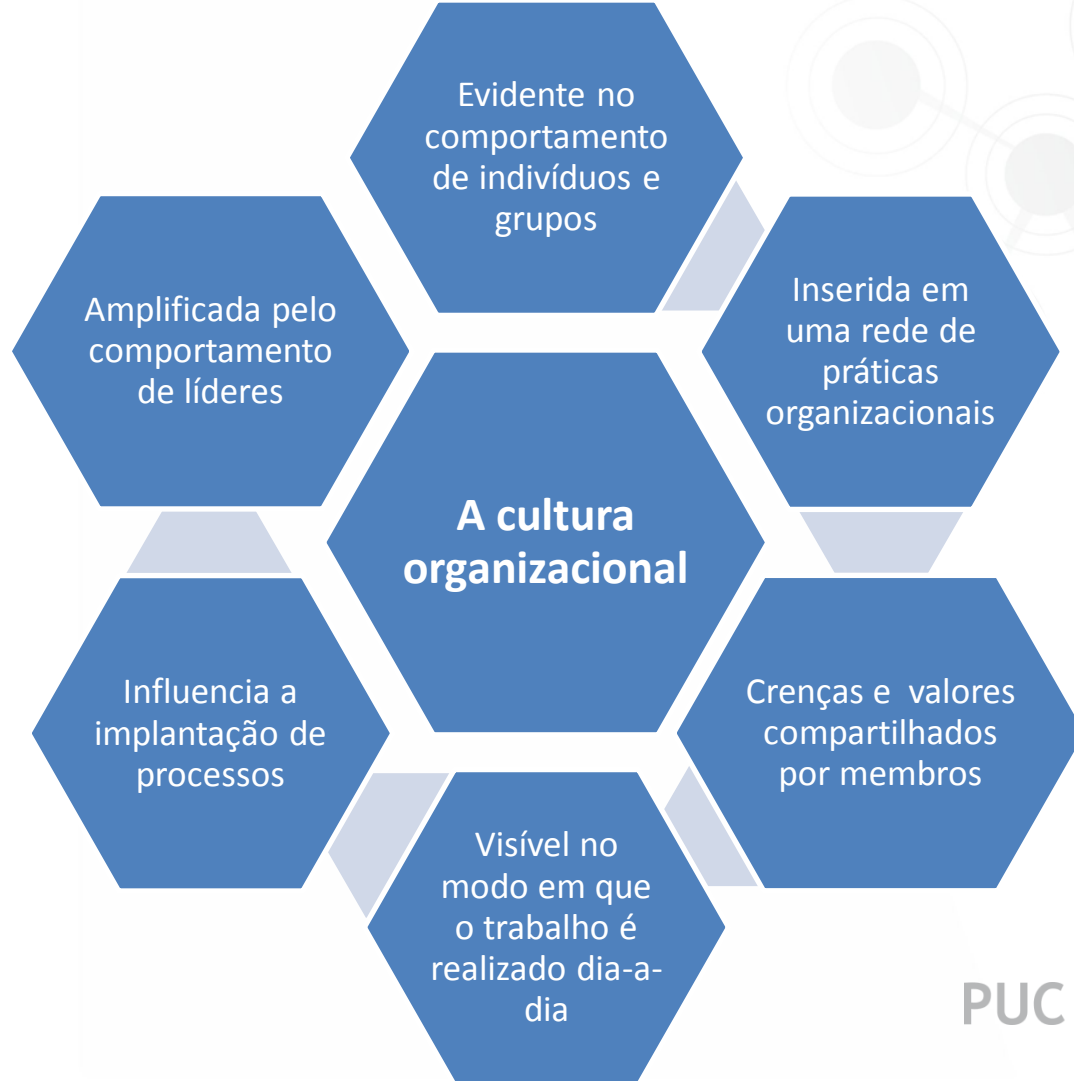 Evidente no
comportamento
de indivíduos e
grupos
Inserida em
uma rede de
práticas
organizacionais
Crenças e valores
compartilhados
por membros
Visível no
modo em que
o trabalho é
realizado dia-a-
dia
Influencia a
implantação de
processos
Amplificada pelo
comportamento
de líderes
A cultura
organizacional
PUC